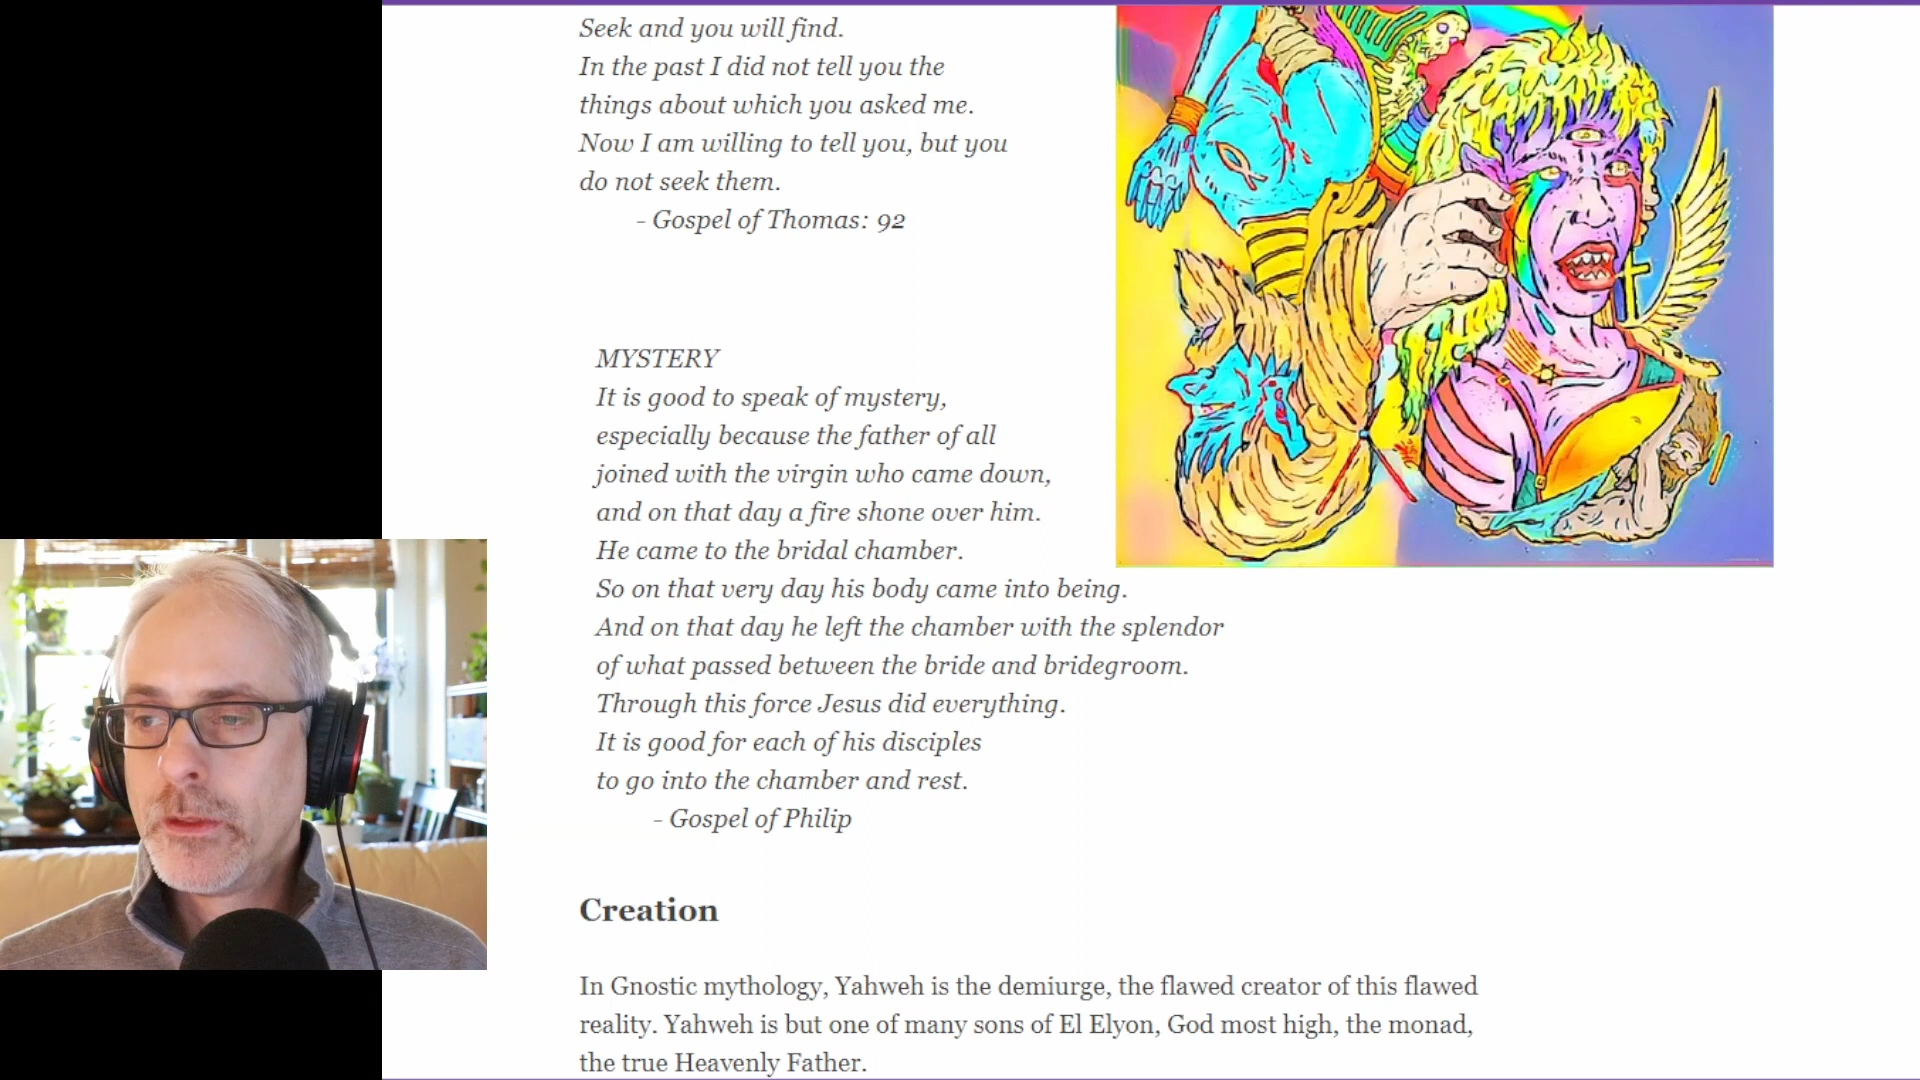 Seek and you will find.
In the past I did not tell you the
things about which you asked me.
Now I am willing to tell you, but you
do not seek them.
- Gospel of Thomas: 92
MYSTERY
It is good to speak of mystery,
especially because the father of all
joined with the virgin who came down,
and on that day a fire shone over him.
He came to the bridal chamber.
So on that very day his body came into being.
And on that day he left the chamber with the splendor
of what passed between the bride and bridegroom.
Through this force Jesus did everything.
It is good for each of his disciples
to go into the chamber and rest.
- Gospel of Philip
Creation
In Gnostic mythology, Yahweh is the demiurge, the flawed creator of this flawed
reality. Yahweh is but one of many sons of El Elyon, God most high, the monad,
the true Heavenly Father.